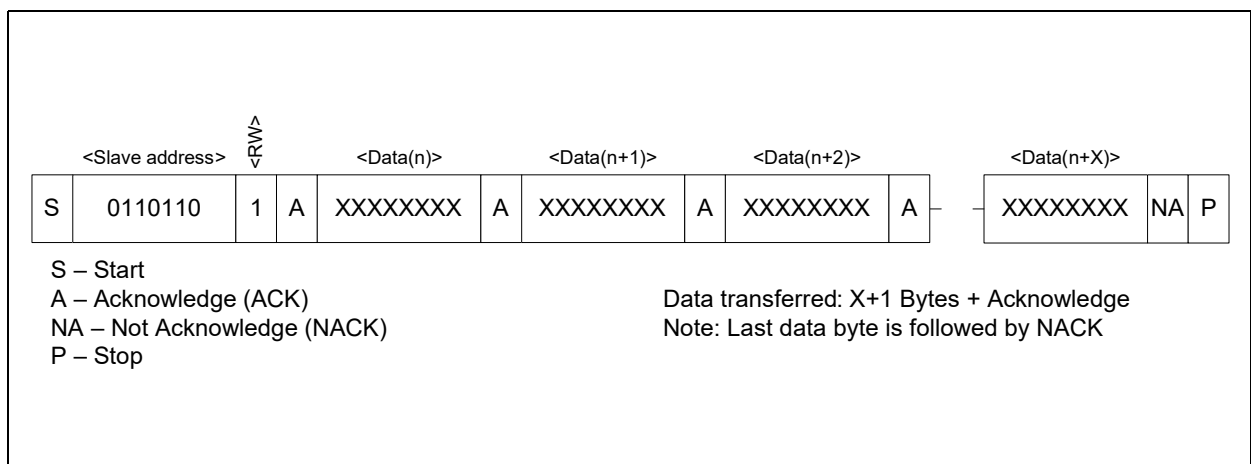 <Slave address> <RW> <Data(n)> <Data(n+1)> <Data(n+2)> <Data(n+X)>
S 0110110 1 A XXXXXXXX A XXXXXXXX A XXXXXXXX A XXXXXXXX NA P
S – Start
A – Acknowledge (ACK)
NA – Not Acknowledge (NACK)
P – Stop
Data transferred: X+1 Bytes + Acknowledge
Note: Last data byte is followed by NACK